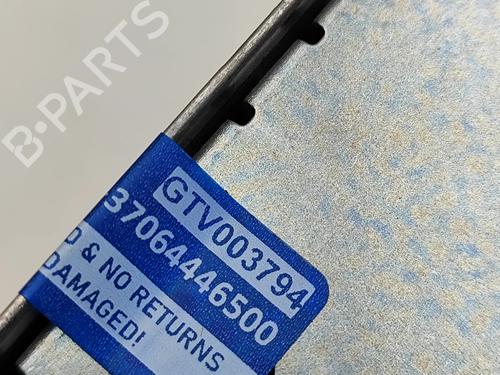 B-PARTS
GTV003794
37064446500
& NO RETURNS
DAMAGED!